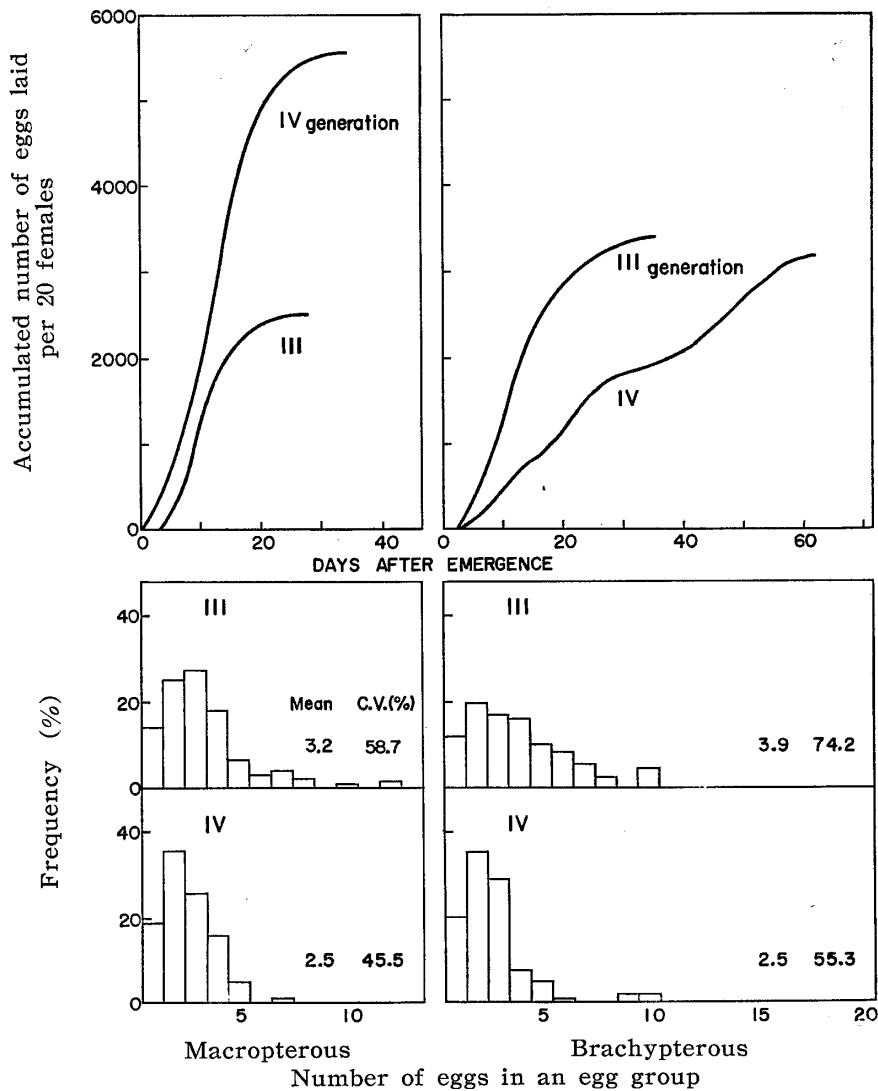 Accumulated number of eggs laid
per 20 females
6000
4000
2000
0
IV generation
III
III generation
IV
0 20 40
0 20 40 60
DAYS AFTER EMERGENCE
Frequency (%)
40
20
0
III
Mean C.V.(%)
3.2 58.7
III
3.9 74.2
40
20
0
IV
2.5 45.5
IV
2.5 55.3
5 10
5 10 15 20
Macropterous
Brachypterous
Number of eggs in an egg group